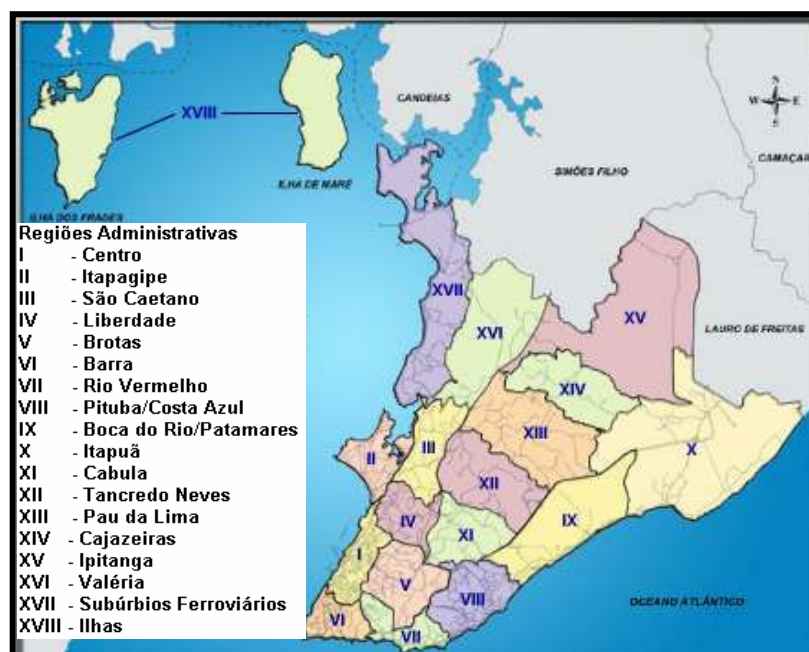 N
W E
S
CANDEIAS
XVIII
CAMAÇARI
SIMÕES FILHO
ILHA DE MARÉ
ILHA DOS FRADES
Regiões Administrativas
I - Centro
II - Itapagipe
III - São Caetano
IV - Liberdade
V - Brotas
VI - Barra
VII - Rio Vermelho
VIII - Pituba/Costa Azul
IX - Boca do Rio/Patamares
X - Itapuã
XI - Cabula
XII - Tancredo Neves
XIII - Pau da Lima
XIV - Cajazeiras
XV - Ipitanga
XVI - Valéria
XVII - Subúrbios Ferroviários
XVIII - Ilhas
XVII
XVI
XV
LAURO DE FREITAS
XIV
XIII
III
II
X
XII
IV
XI
IX
I
V
VIII
OCEANO ATLÂNTICO
VI
VII